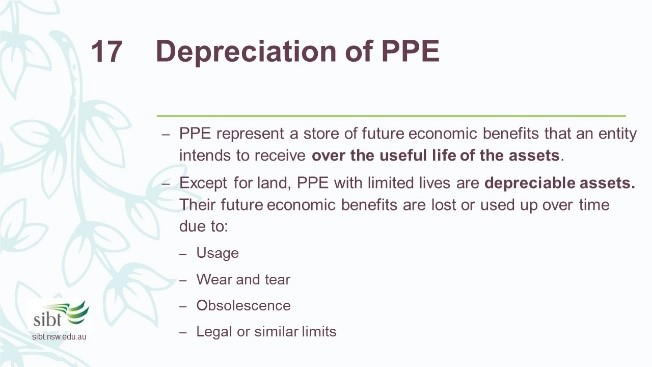 17 Depreciation of PPE
– PPE represent a store of future economic benefits that an entity
intends to receive over the useful life of the assets.
– Except for land, PPE with limited lives are depreciable assets.
Their future economic benefits are lost or used up over time
due to:
– Usage
– Wear and tear
– Obsolescence
– Legal or similar limits
sibt
sibt.nsw.edu.au